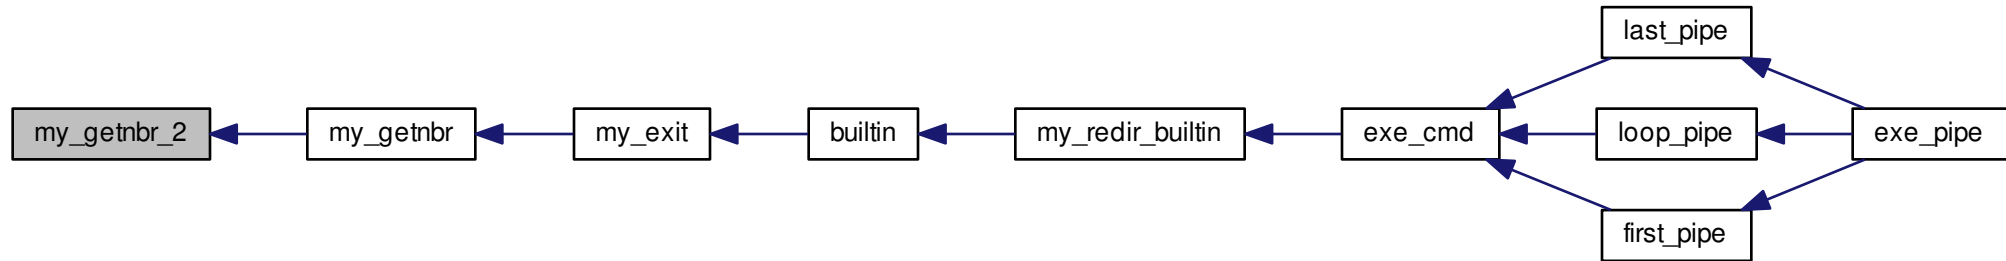 last_pipe
my_getnbr_2
my_getnbr
my_exit
builtin
my_redir_builtin
exe_cmd
loop_pipe
exe_pipe
first_pipe